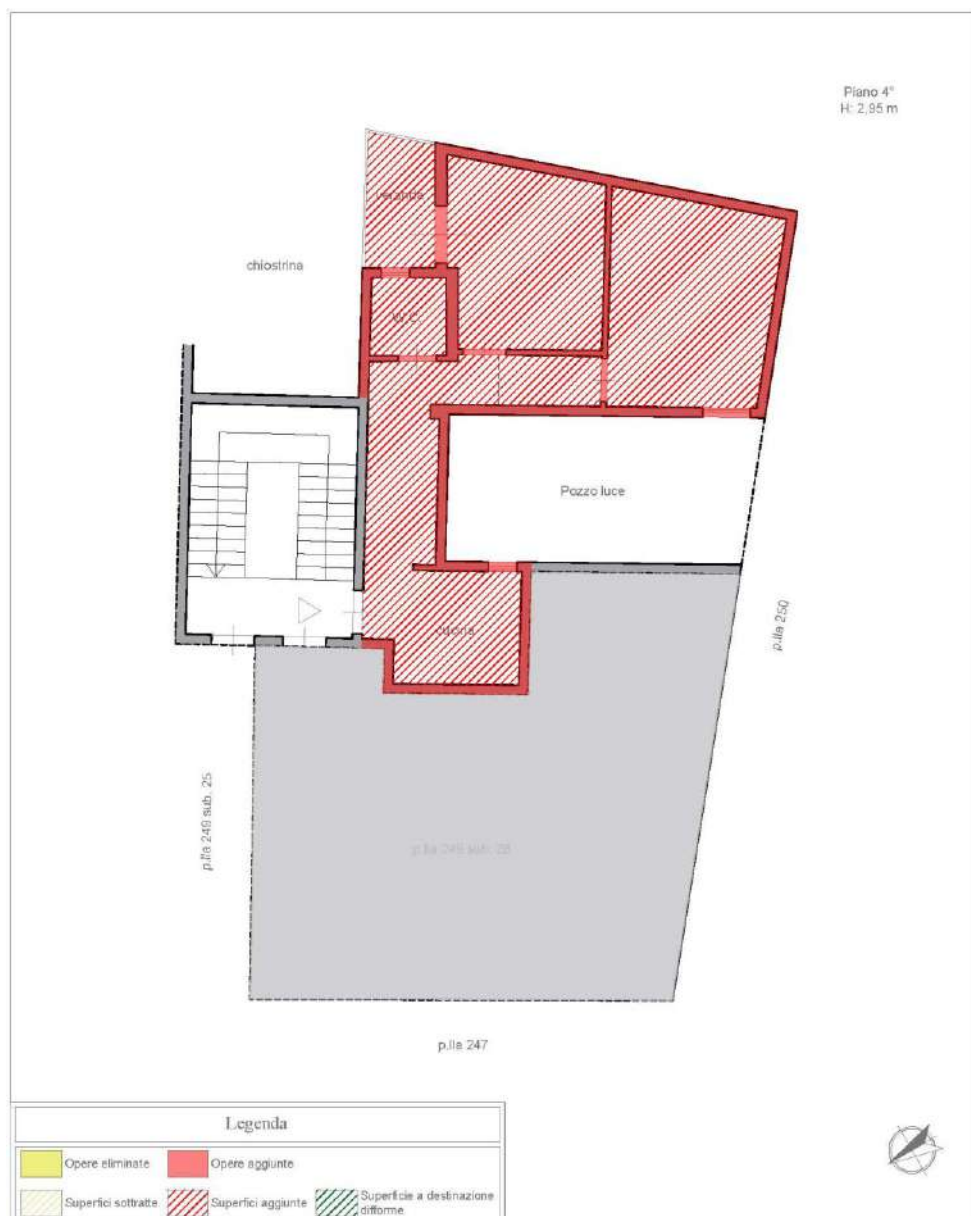 Piano 4°
H: 2,95 m
veranda
chiostrina
W.C.
Pozzo luce
cucina
p.lla 250
p.lla 249 sub. 25
p.lla 247
Legenda
Opere eliminate
Opere aggiunte
Superfici sottratte
Superfici aggiunte
Superficie a destinazione
difforme